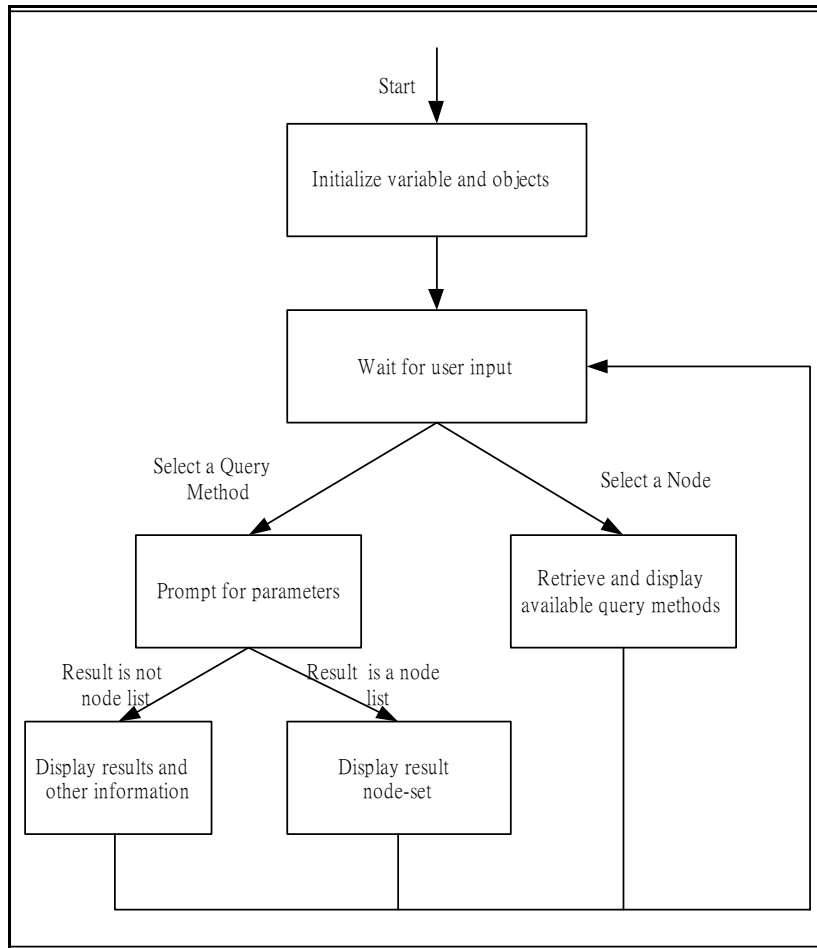 Start
Initialize variable and objects
Wait for user input
Select a Query
Method
Select a Node
Prompt for parameters
Retrieve and display
available query methods
Result is not
node list
Result is a node
list
Display results and
other information
Display result
node-set